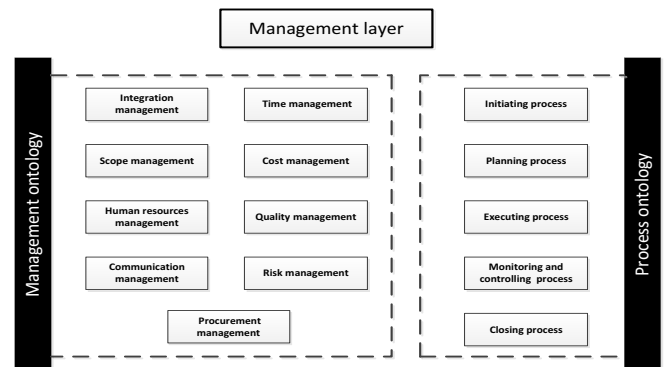 Management layer
Management ontology
Integration
management
Time management
Scope management
Cost management
Human resources
management
Quality management
Communication
management
Risk management
Procurement
management
Initiating process
Planning process
Executing process
Monitoring and
controlling process
Closing process
Process ontology